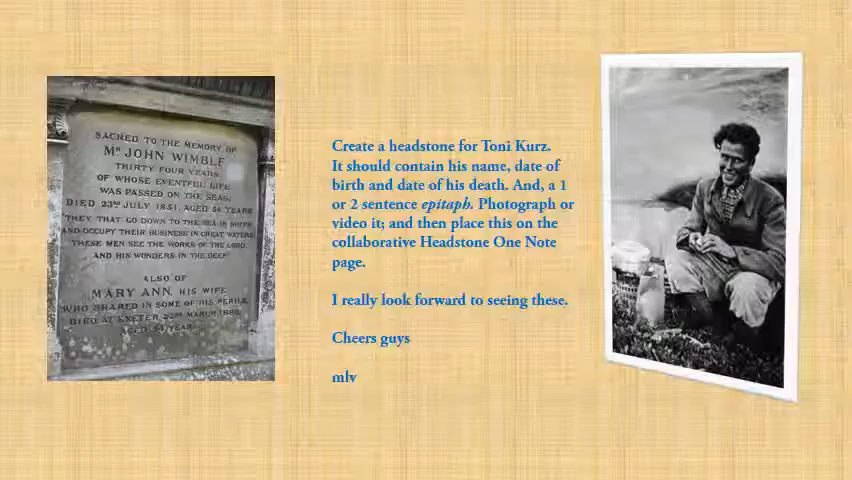 SACRED TO THE MEMORY OF
Mr JOHN WIMBLE
THIRTY FOUR YEARS
OF WHOSE EVENTFUL LIFE
WAS PASSED ON THE SEAS,
DIED 23RD JULY 1851, AGED 54 YEARS
"THEY THAT GO DOWN TO THE SEA IN SHIPS
AND OCCUPY THEIR BUSINESS IN GREAT WATERS
THESE MEN SEE THE WORKS OF THE LORD,
AND HIS WONDERS IN THE DEEP"
ALSO OF
MARY ANN, HIS WIFE
WHO SHARED IN SOME OF HIS PERILS,
DIED AT EXETER MARCH
AGED YEARS
Create a headstone for Toni Kurz.
It should contain his name, date of
birth and date of his death. And, a 1
or 2 sentence epitaph. Photograph or
video it; and then place this on the
collaborative Headstone One Note
page.
I really look forward to seeing these.
Cheers guys
mlv